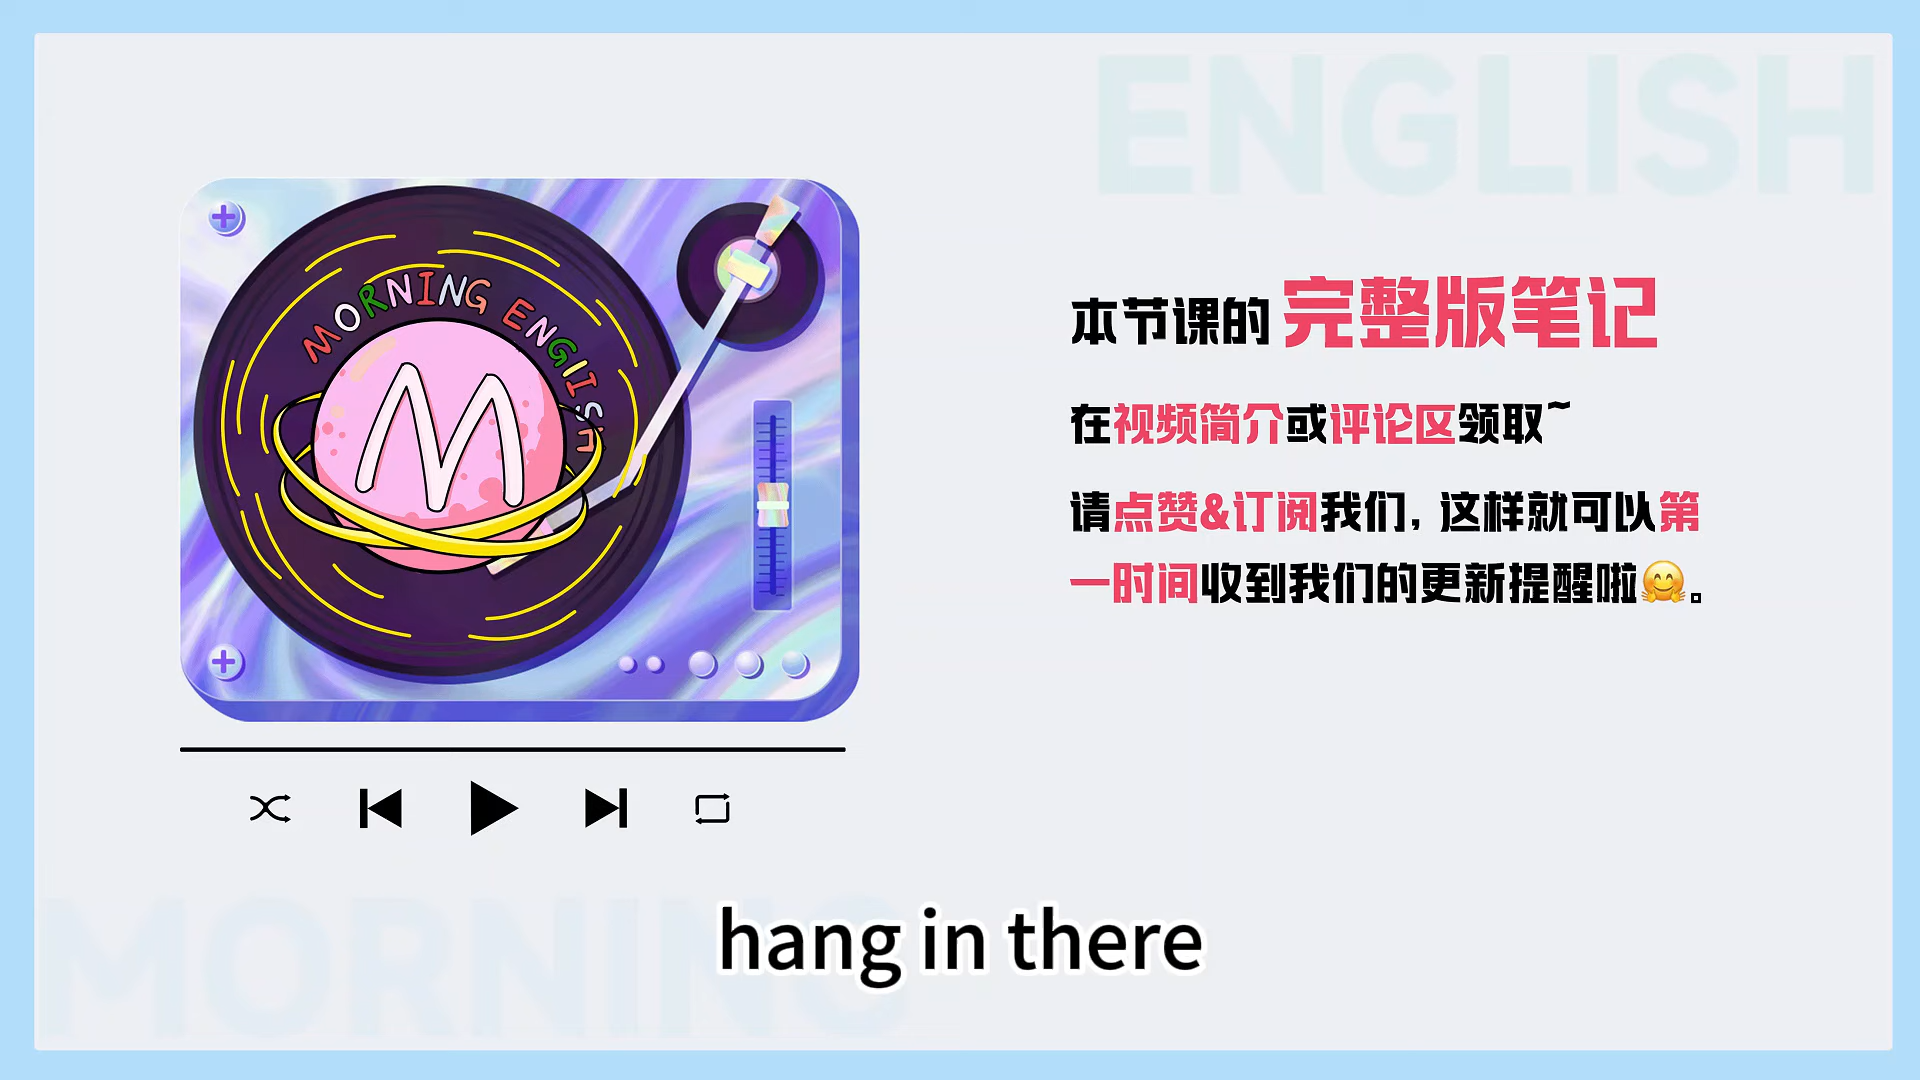 ENGLISH
MORNING ENGLISH
M
本节课的 完整版笔记
在视频简介或评论区领取~
请点赞&订阅我们, 这样就可以第
一时间收到我们的更新提醒啦🤗。
MORNING
hang in there